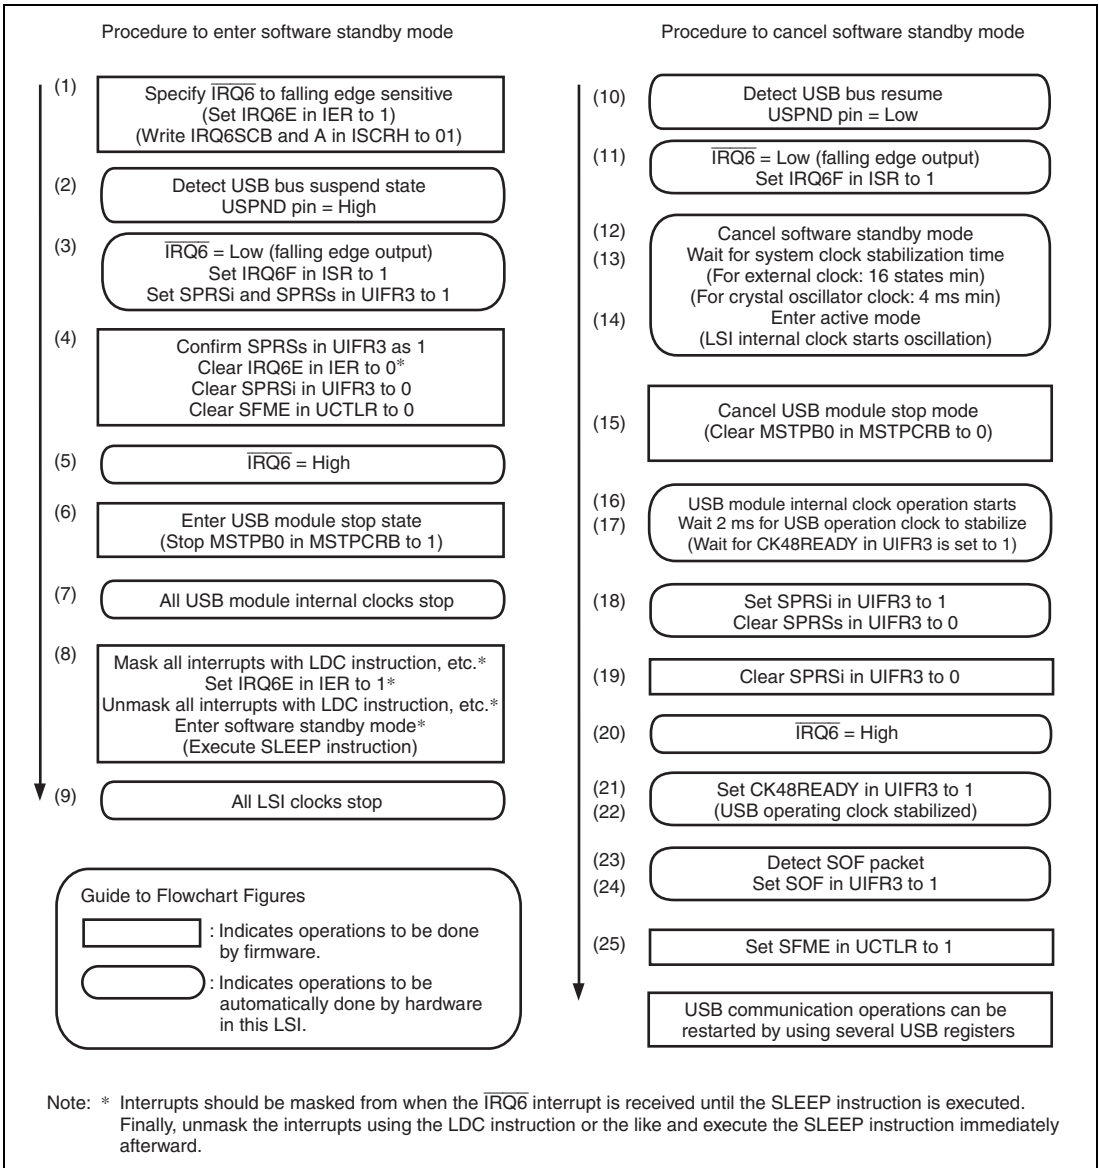 Procedure to enter software standby mode
(1)
Specify IRQ6 to falling edge sensitive
(Set IRQ6E in IER to 1)
(Write IRQ6SCB and A in ISCRH to 01)
(2)
Detect USB bus suspend state
USPND pin = High
(3)
IRQ6 = Low (falling edge output)
Set IRQ6F in ISR to 1
Set SPRSi and SPRSs in UIFR3 to 1
(4)
Confirm SPRSs in UIFR3 as 1
Clear IRQ6E in IER to 0*
Clear SPRSi in UIFR3 to 0
Clear SFME in UCTLR to 0
(5)
IRQ6 = High
(6)
Enter USB module stop state
(Stop MSTPB0 in MSTPCRB to 1)
(7)
All USB module internal clocks stop
(8)
Mask all interrupts with LDC instruction, etc.*
Set IRQ6E in IER to 1*
Unmask all interrupts with LDC instruction, etc.*
Enter software standby mode*
(Execute SLEEP instruction)
(9)
All LSI clocks stop
Guide to Flowchart Figures
: Indicates operations to be done
by firmware.
: Indicates operations to be
automatically done by hardware
in this LSI.
Procedure to cancel software standby mode
(10)
Detect USB bus resume
USPND pin = Low
(11)
IRQ6 = Low (falling edge output)
Set IRQ6F in ISR to 1
(12)
Cancel software standby mode
(13)
Wait for system clock stabilization time
(For external clock: 16 states min)
(For crystal oscillator clock: 4 ms min)
(14)
Enter active mode
(LSI internal clock starts oscillation)
(15)
Cancel USB module stop mode
(Clear MSTPB0 in MSTPCRB to 0)
(16)
USB module internal clock operation starts
(17)
Wait 2 ms for USB operation clock to stabilize
(Wait for CK48READY in UIFR3 is set to 1)
(18)
Set SPRSi in UIFR3 to 1
Clear SPRSs in UIFR3 to 0
(19)
Clear SPRSi in UIFR3 to 0
(20)
IRQ6 = High
(21)
Set CK48READY in UIFR3 to 1
(22)
(USB operating clock stabilized)
(23)
Detect SOF packet
(24)
Set SOF in UIFR3 to 1
(25)
Set SFME in UCTLR to 1
USB communication operations can be
restarted by using several USB registers
Note: * Interrupts should be masked from when the IRQ6 interrupt is received until the SLEEP instruction is executed.
Finally, unmask the interrupts using the LDC instruction or the like and execute the SLEEP instruction immediately
afterward.